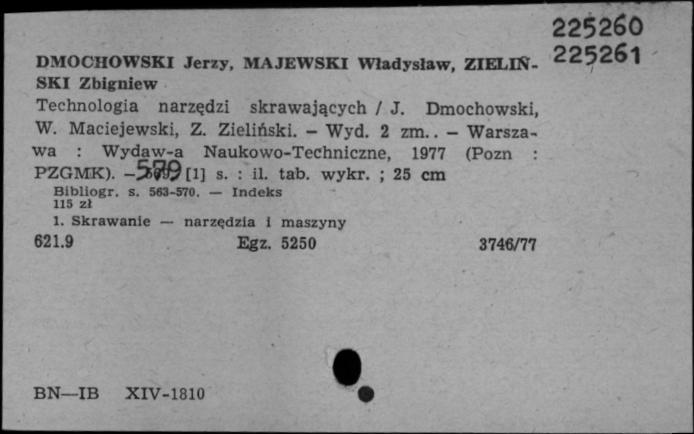 225260
225261
DMOCHOWSKI Jerzy, MAJEWSKI Władysław, ZIELIŃ-
SKI Zbigniew
Technologia narzędzi skrawających / J. Dmochowski,
W. Maciejewski, Z. Zieliński. — Wyd. 2 zm.. — Warsza-
wa : Wydaw-a Naukowo-Techniczne, 1977 (Pozn :
PZGMK). — 579 [1] s. : il. tab. wykr. ; 25 cm
Bibliogr. s. 563-570. — Indeks
115 zł
1. Skrawanie — narzędzia i maszyny
621.9 Egz. 5250 3746/77
BN—IB XIV-1810